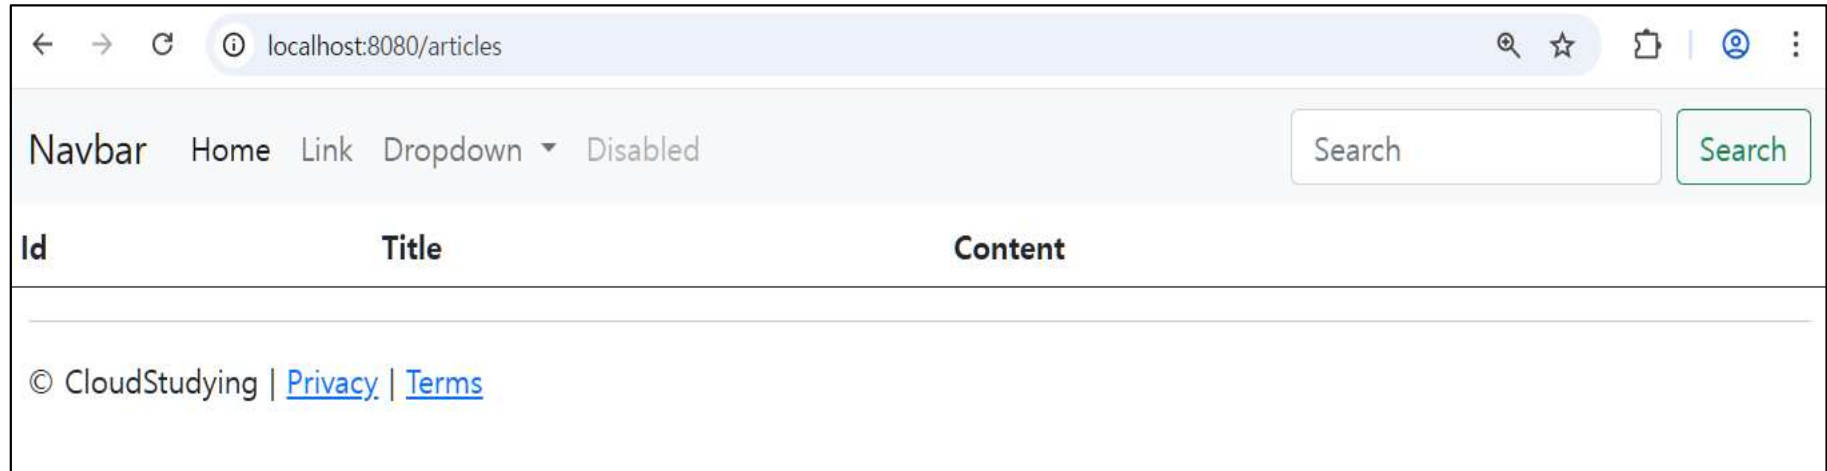 localhost:8080/articles
Navbar Home Link Dropdown Disabled Search Search
Id Title Content
© CloudStudying | Privacy | Terms